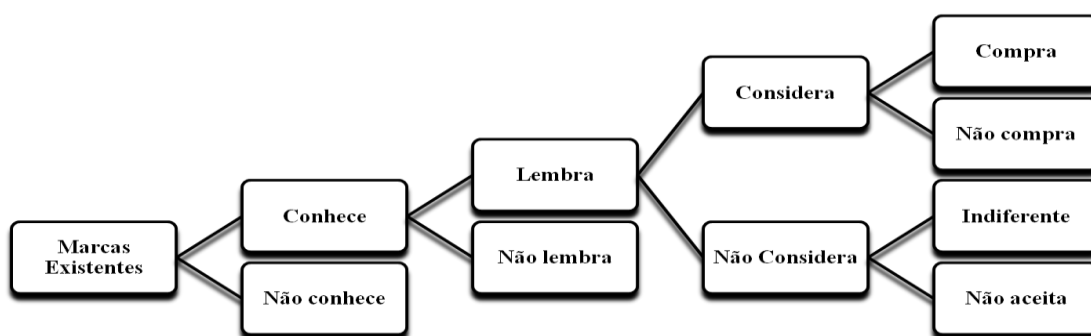 Marcas
Existentes
Conhece
Não conhece
Lembra
Não lembra
Considera
Não Considera
Compra
Não compra
Indiferente
Não aceita